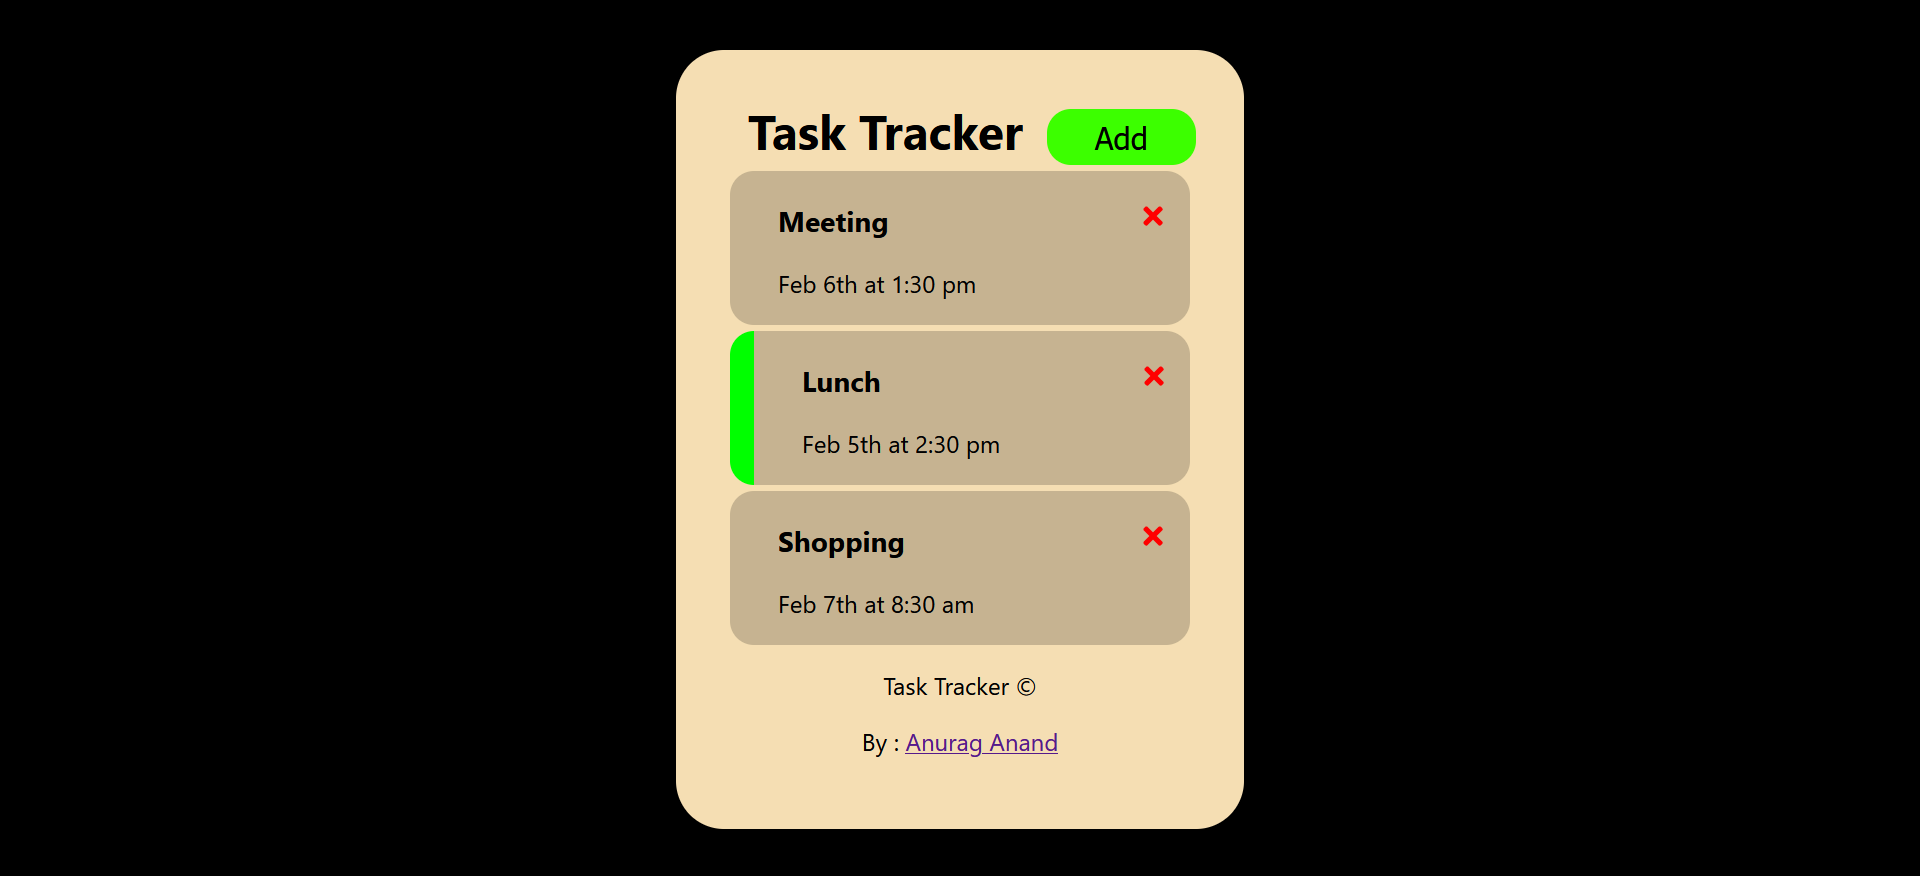 Task Tracker Add
Meeting
Feb 6th at 1:30 pm
Lunch
Feb 5th at 2:30 pm
Shopping
Feb 7th at 8:30 am
Task Tracker ©
By : Anurag Anand